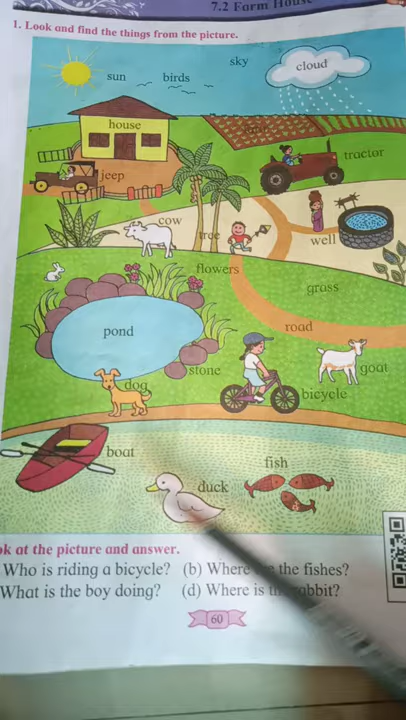 7.2 Farm House
1. Look and find the things from the picture.
sky
cloud
sun
birds
house
tractor
jeep
cow
tree
well
flowers
grass
pond
road
stone
goat
dog
bicycle
boat
fish
duck
at the picture and answer.
Who is riding a bicycle? (b) Where the fishes?
What is the boy doing? (d) Where is
60